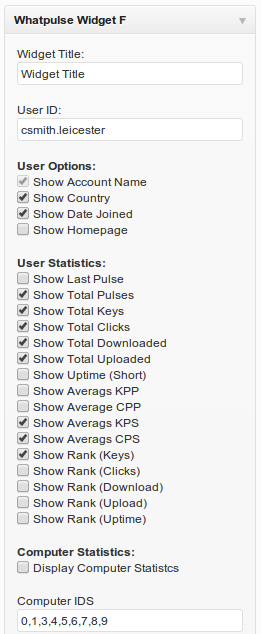 Whatpulse Widget F
Widget Title:
Widget Title
User ID:
csmith.leicester
User Options:
Show Account Name
Show Country
Show Date Joined
Show Homepage
User Statistics:
Show Last Pulse
Show Total Pulses
Show Total Keys
Show Total Clicks
Show Total Downloaded
Show Total Uploaded
Show Uptime (Short)
Show Averags KPP
Show Average CPP
Show Averags KPS
Show Averags CPS
Show Rank (Keys)
Show Rank (Clicks)
Show Rank (Download)
Show Rank (Upload)
Show Rank (Uptime)
Computer Statistics:
Display Computer Statistcs
Computer IDS
0,1,3,4,5,6,7,8,9